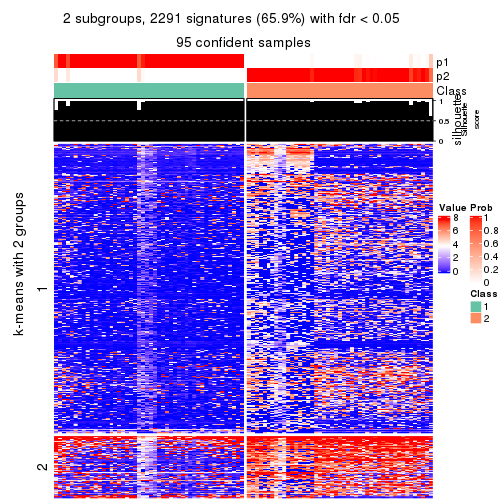 2 subgroups, 2291 signatures (65.9%) with fdr < 0.05
95 confident samples
p1
p2
Class
1
0.5
0
silhouette
Silhouette
score
k-means with 2 groups
1
2
Value
8
6
4
2
0
Prob
1
0.8
0.6
0.4
0.2
0
Class
1
2